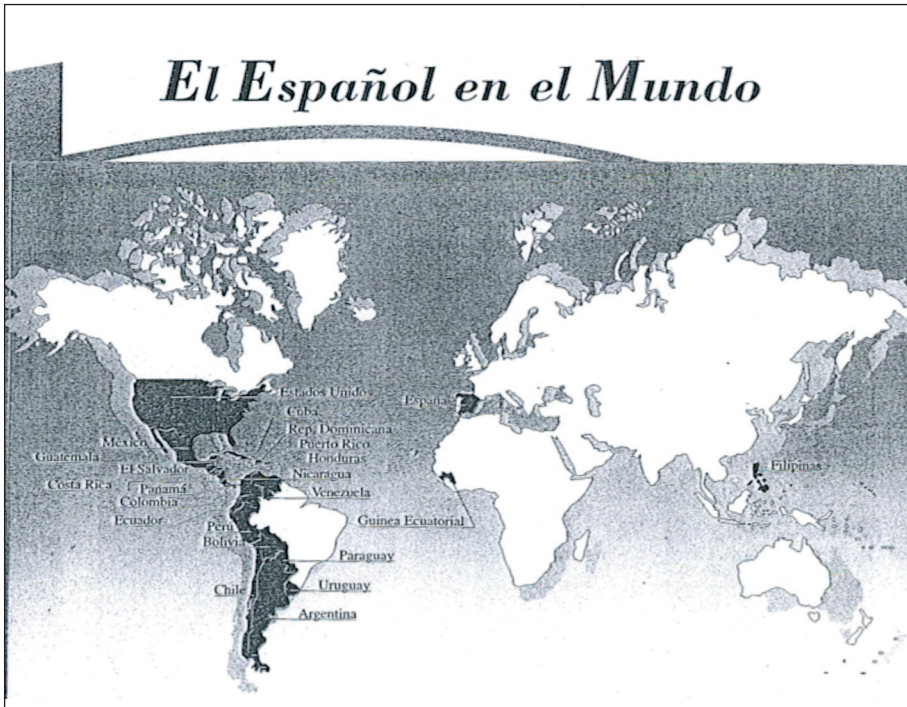 El Español en el Mundo
Estados Unidos
España
Cuba
Rep. Dominicana
México
Puerto Rico
Guatemala
Honduras
El Salvador
Filipinas
Nicaragua
Costa Rica
Panamá
Venezuela
Colombia
Ecuador
Guinea Ecuatorial
Perú
Bolivia
Paraguay
Chile
Uruguay
Argentina